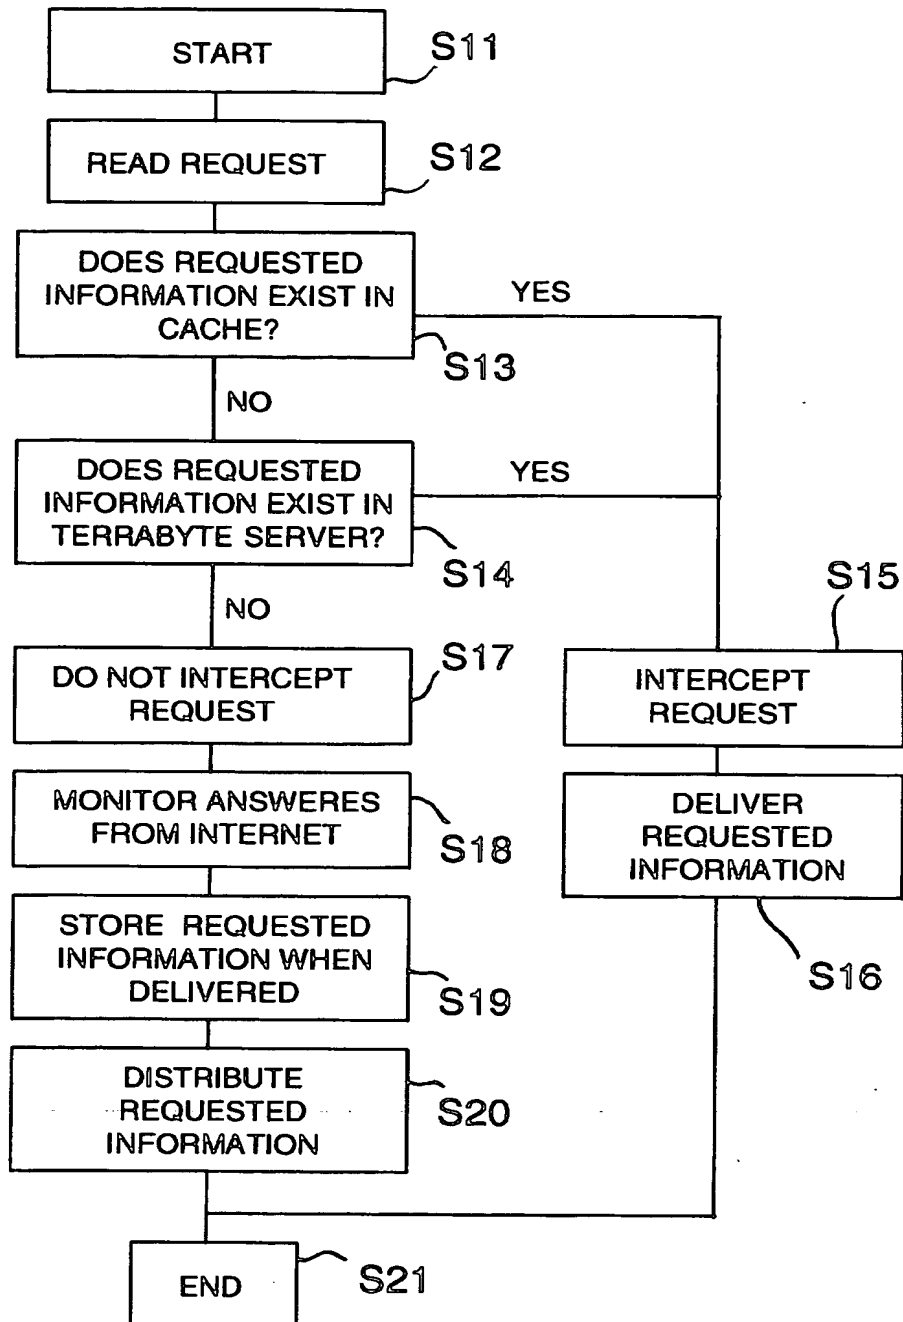 START
S11
READ REQUEST
S12
DOES REQUESTED
INFORMATION EXIST IN
CACHE?
YES
S13
NO
DOES REQUESTED
INFORMATION EXIST IN
TERRABYTE SERVER?
YES
S14
NO
S15
S17
DO NOT INTERCEPT
REQUEST
INTERCEPT
REQUEST
MONITOR ANSWERES
FROM INTERNET
S18
DELIVER
REQUESTED
INFORMATION
S16
STORE REQUESTED
INFORMATION WHEN
DELIVERED
S19
DISTRIBUTE
REQUESTED
INFORMATION
S20
END
S21